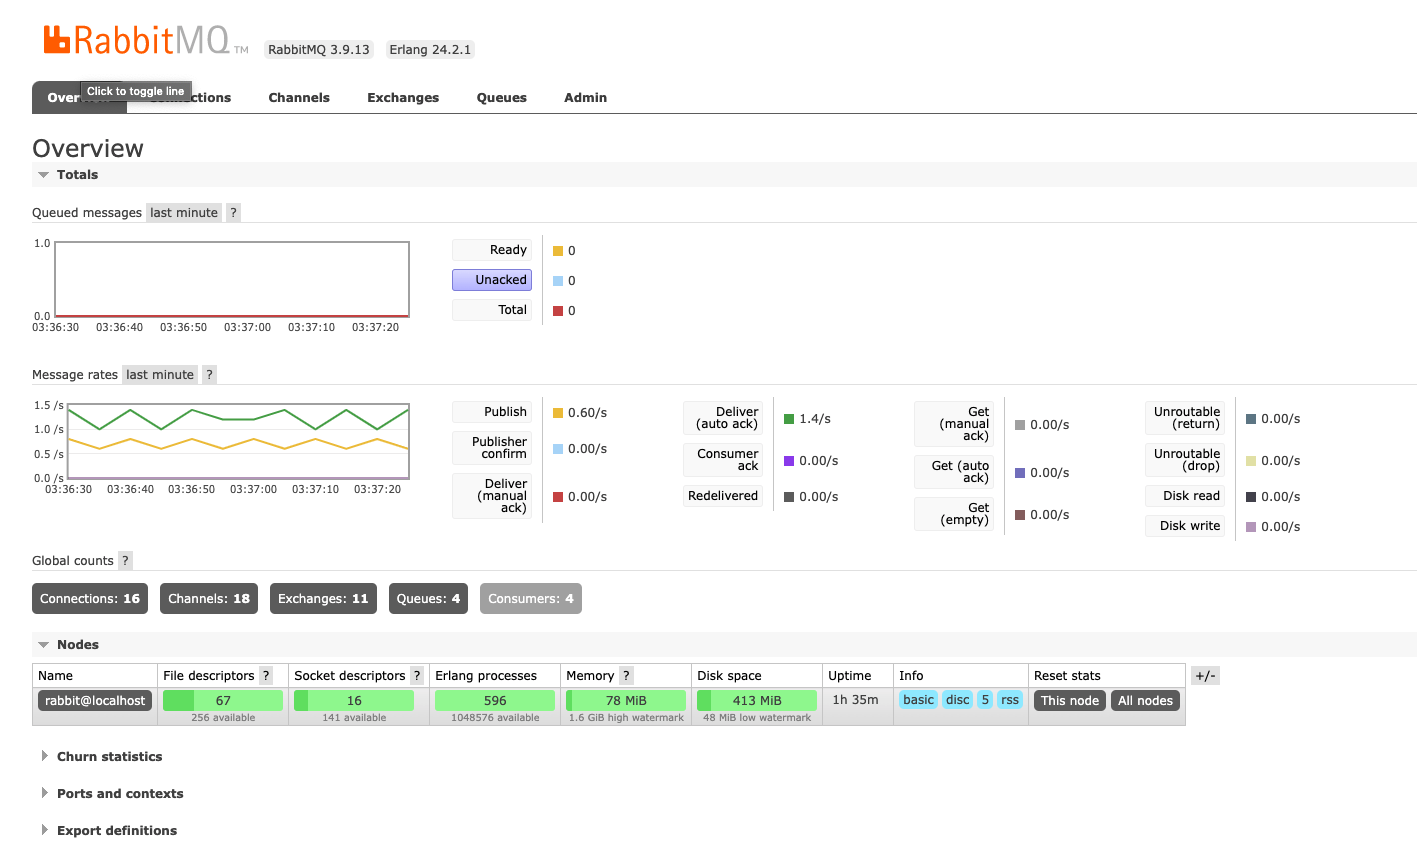 RabbitMQ TM RabbitMQ 3.9.13 Erlang 24.2.1
Click to toggle line
Channels Exchanges Queues Admin
Overview
Totals
Queued messages last minute ?
1.0
0.0
03:36:30 03:36:40 03:36:50 03:37:00 03:37:10 03:37:20
Ready 0
Unacked 0
Total 0
Message rates last minute ?
1.5 /s
1.0 /s
0.5 /s
0.0 /s
03:36:30 03:36:40 03:36:50 03:37:00 03:37:10 03:37:20
Publish 0.60/s
Publisher
confirm 0.00/s
Deliver
(manual
ack) 0.00/s
Deliver
(auto ack) 1.4/s
Consumer
ack 0.00/s
Redelivered 0.00/s
Get
(manual
ack) 0.00/s
Get (auto
ack) 0.00/s
Get
(empty) 0.00/s
Unroutable
(return) 0.00/s
Unroutable
(drop) 0.00/s
Disk read 0.00/s
Disk write 0.00/s
Global counts ?
Connections: 16 Channels: 18 Exchanges: 11 Queues: 4 Consumers: 4
Nodes
Name File descriptors ? Socket descriptors ? Erlang processes Memory ? Disk space Uptime Info Reset stats +/-
rabbit@localhost 67 16 596 78 MiB 413 MiB 1h 35m basic disc 5 rss This node All nodes
256 available 141 available 1048576 available 1.6 GiB high watermark 48 MiB low watermark
Churn statistics
Ports and contexts
Export definitions